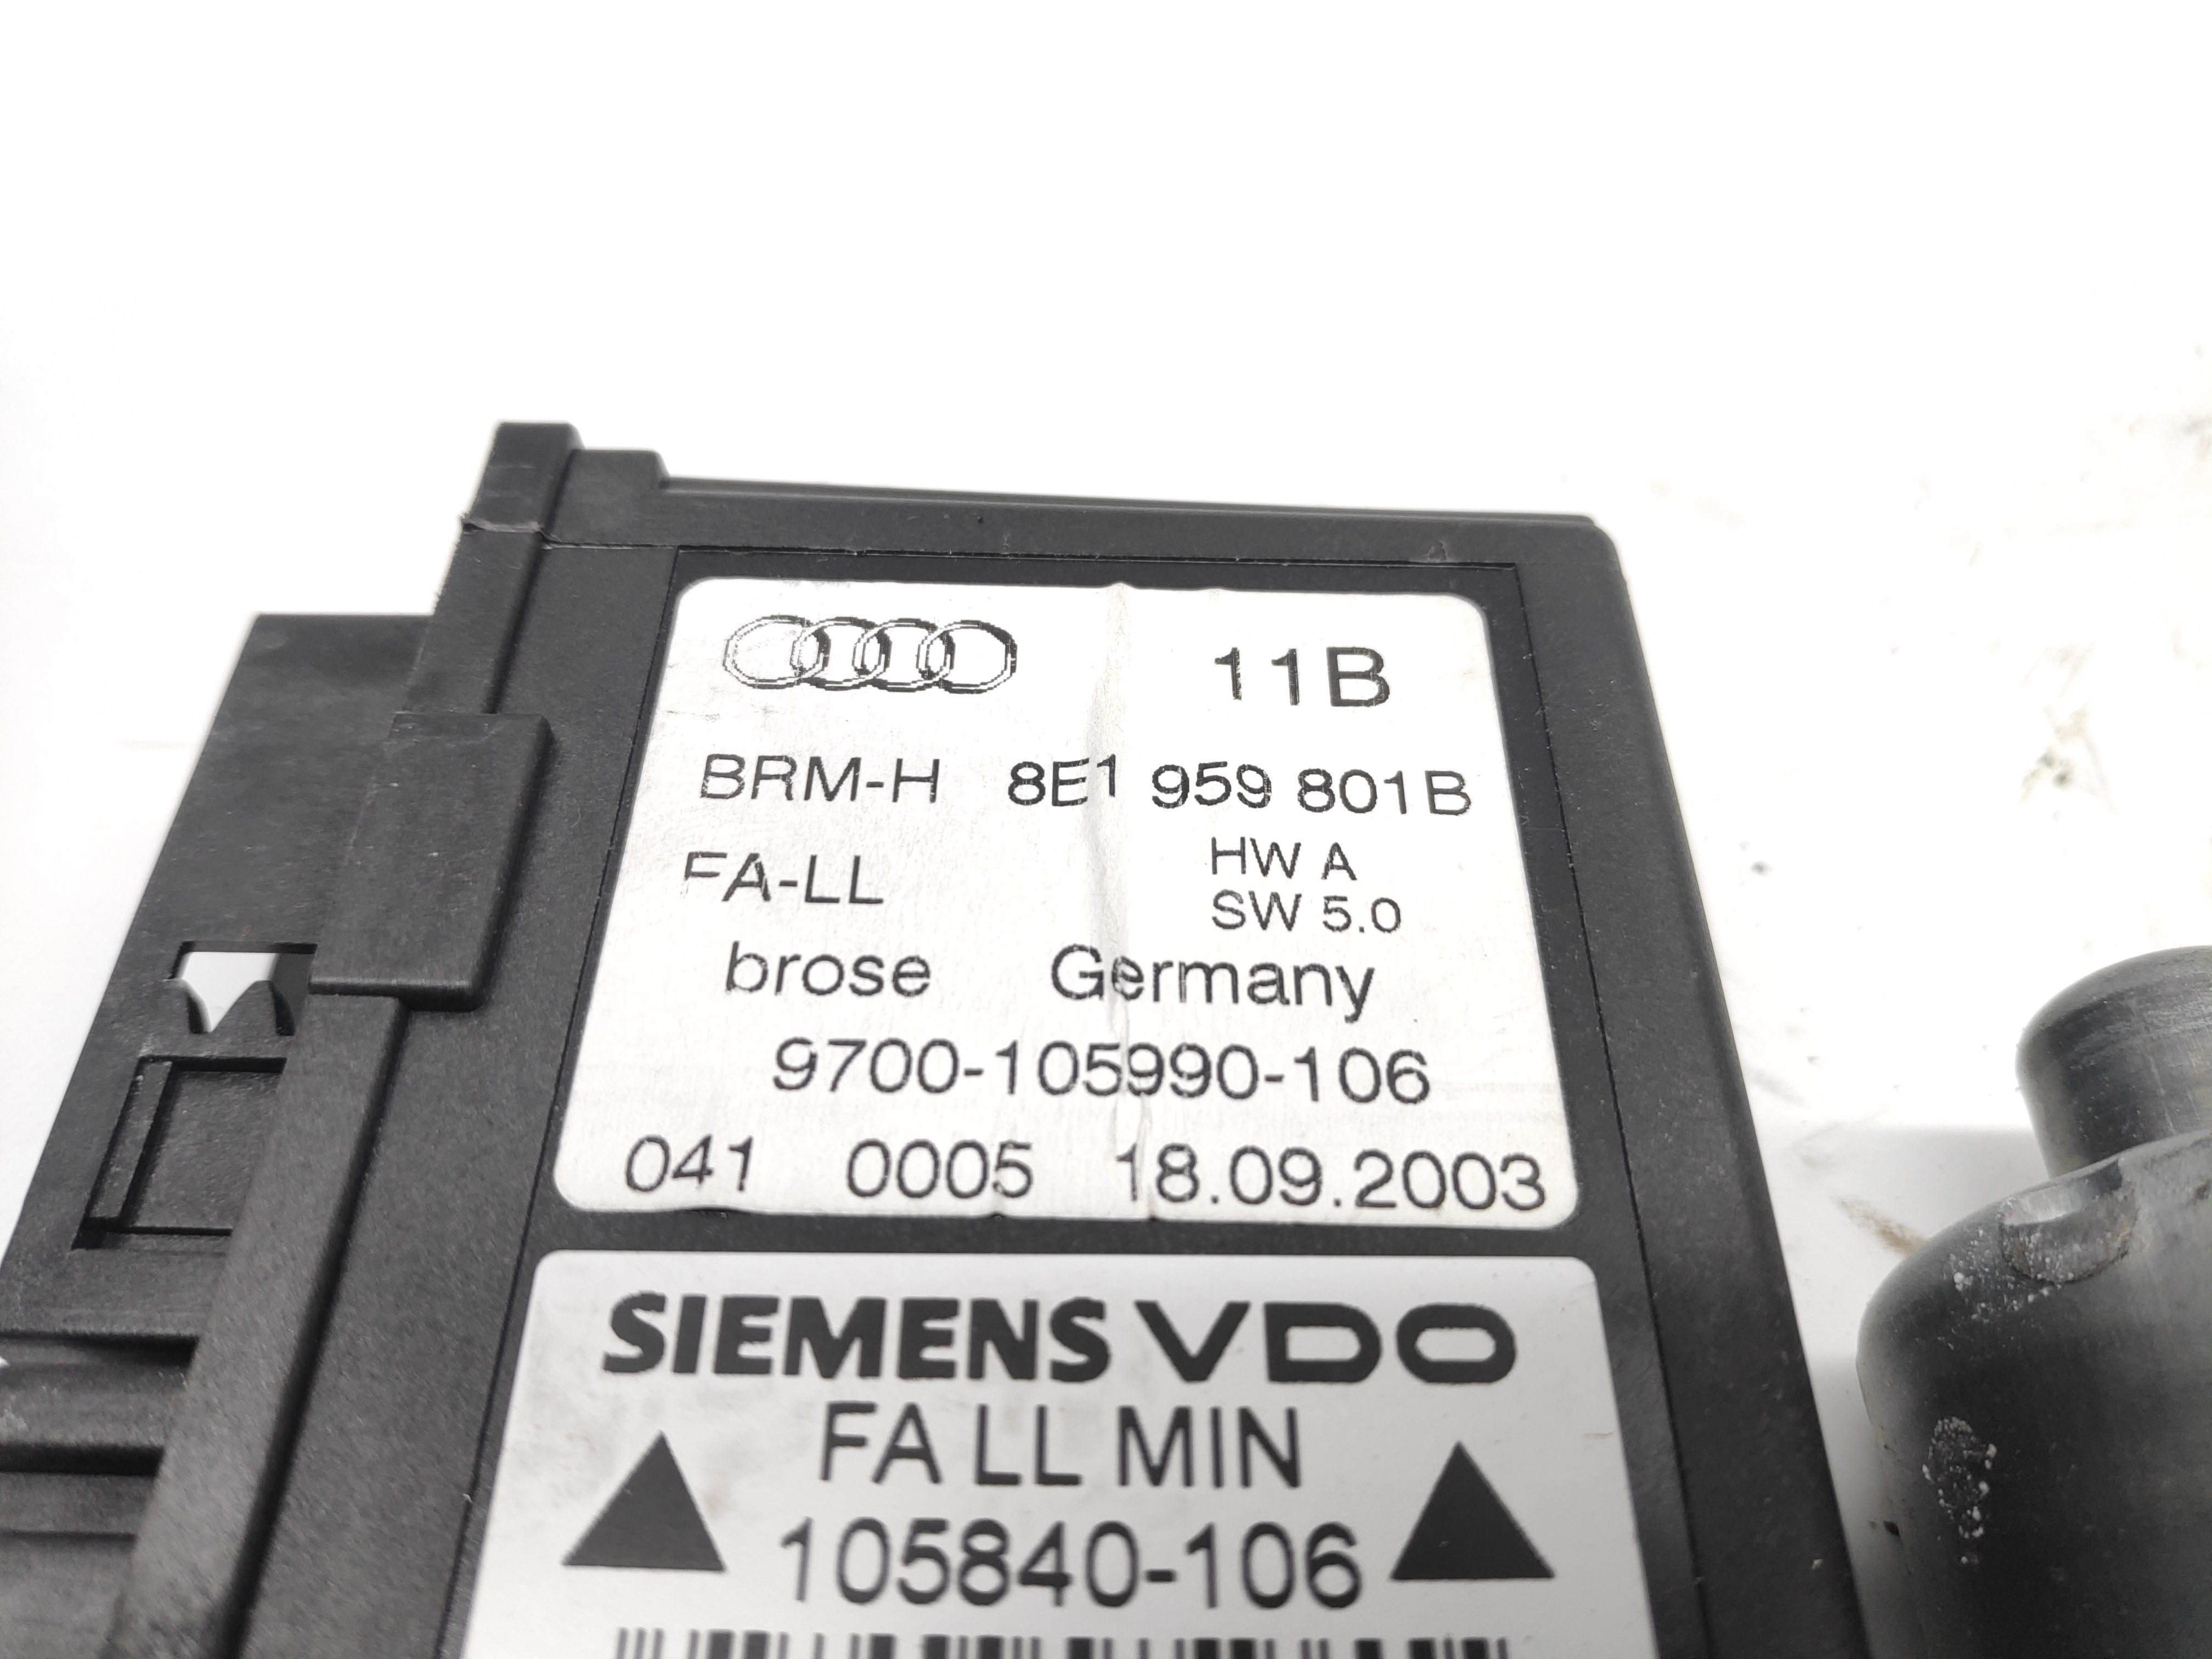 11B
BRM-H 8E1 959 801B
FA-LL HW A
SW 5.0
brose Germany
9700-105990-106
041 0005 18.09.2003
SIEMENS VDO
FA LL MIN
105840-106